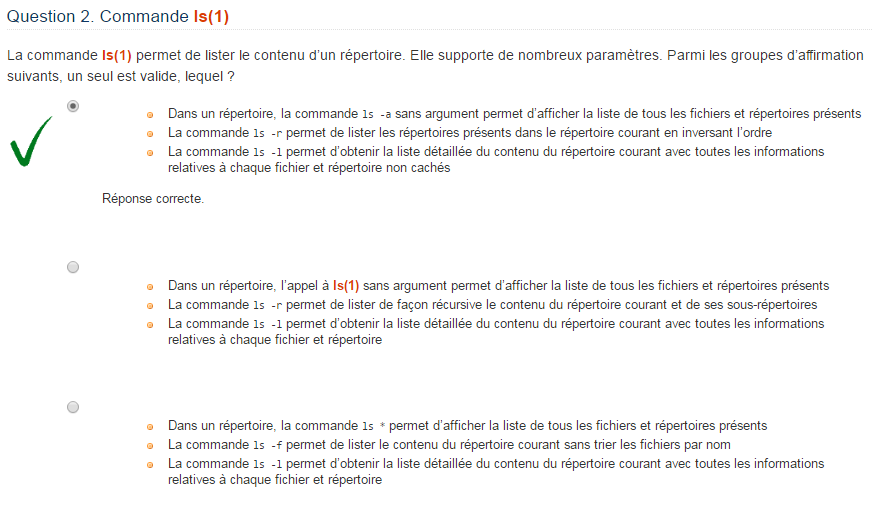 Question 2. Commande ls(1)
La commande ls(1) permet de lister le contenu d’un répertoire. Elle supporte de nombreux paramètres. Parmi les groupes d’affirmation
suivants, un seul est valide, lequel ?
Dans un répertoire, la commande ls -a sans argument permet d’afficher la liste de tous les fichiers et répertoires présents
La commande ls -r permet de lister les répertoires présents dans le répertoire courant en inversant l’ordre
La commande ls -l permet d’obtenir la liste détaillée du contenu du répertoire courant avec toutes les informations
relatives à chaque fichier et répertoire non cachés
Réponse correcte.
Dans un répertoire, l’appel à ls(1) sans argument permet d’afficher la liste de tous les fichiers et répertoires présents
La commande ls -r permet de lister de façon récursive le contenu du répertoire courant et de ses sous-répertoires
La commande ls -l permet d’obtenir la liste détaillée du contenu du répertoire courant avec toutes les informations
relatives à chaque fichier et répertoire
Dans un répertoire, la commande ls * permet d’afficher la liste de tous les fichiers et répertoires présents
La commande ls -f permet de lister le contenu du répertoire courant sans trier les fichiers par nom
La commande ls -l permet d’obtenir la liste détaillée du contenu du répertoire courant avec toutes les informations
relatives à chaque fichier et répertoire